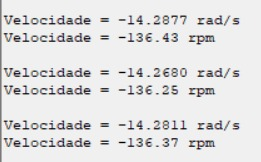 Velocidade = -14.2877 rad/s
Velocidade = -136.43 rpm
Velocidade = -14.2680 rad/s
Velocidade = -136.25 rpm
Velocidade = -14.2811 rad/s
Velocidade = -136.37 rpm